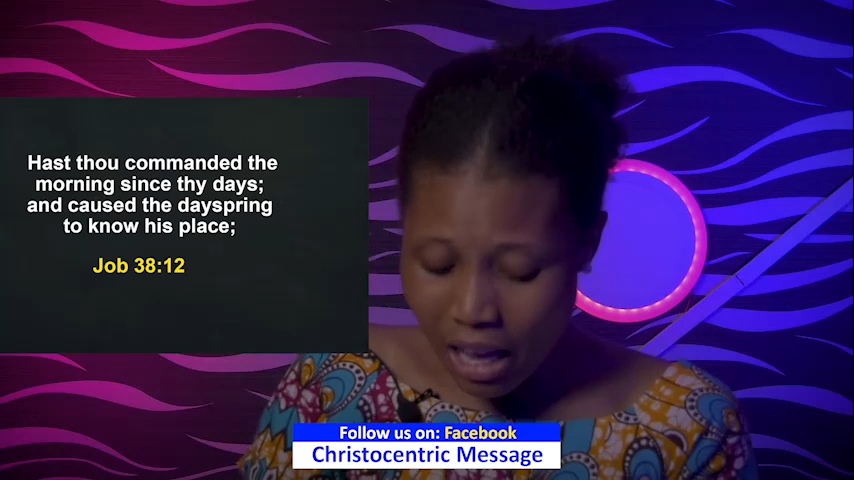 Hast thou commanded the
morning since thy days;
and caused the dayspring
to know his place;
Job 38:12
Follow us on: Facebook
Christocentric Message